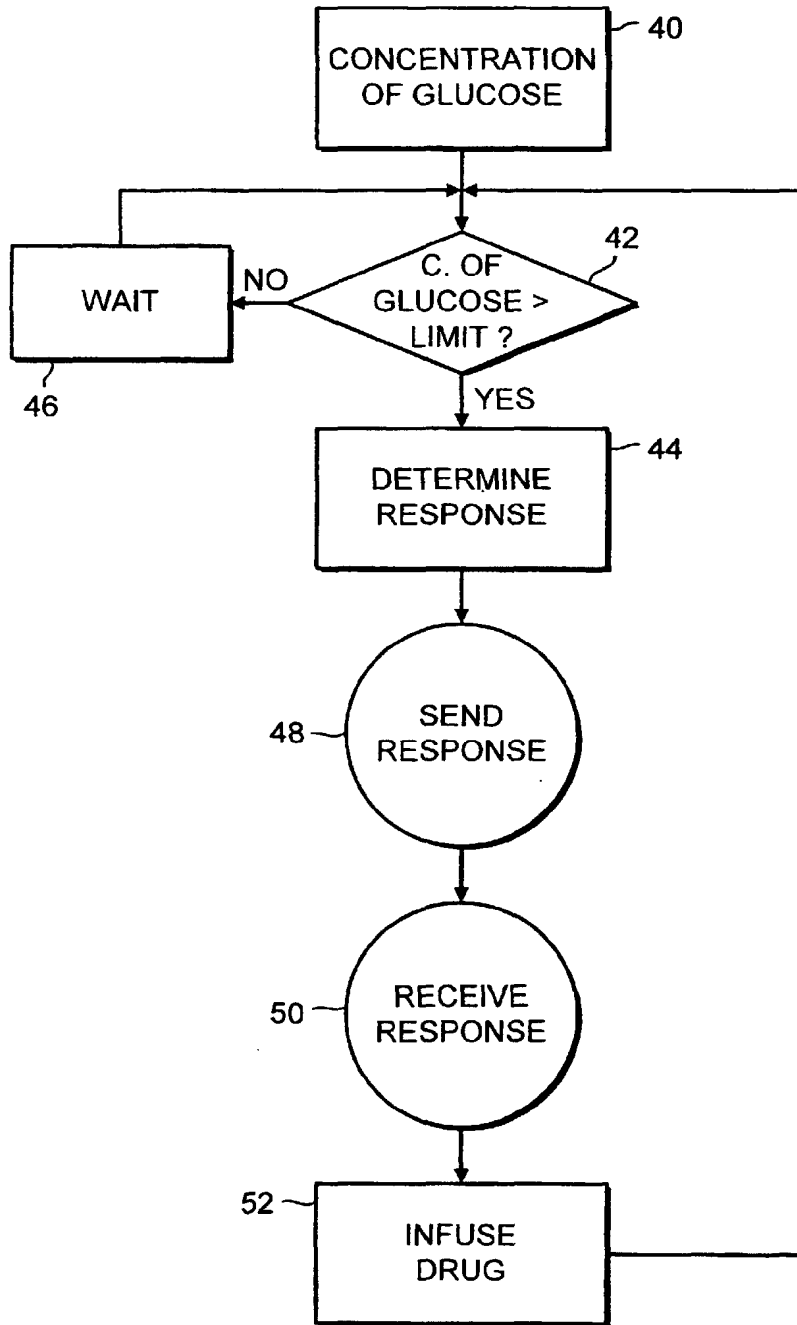 40
CONCENTRATION
OF GLUCOSE
42
C. OF
GLUCOSE >
LIMIT ?
NO
WAIT
46
YES
44
DETERMINE
RESPONSE
48
SEND
RESPONSE
50
RECEIVE
RESPONSE
52
INFUSE
DRUG